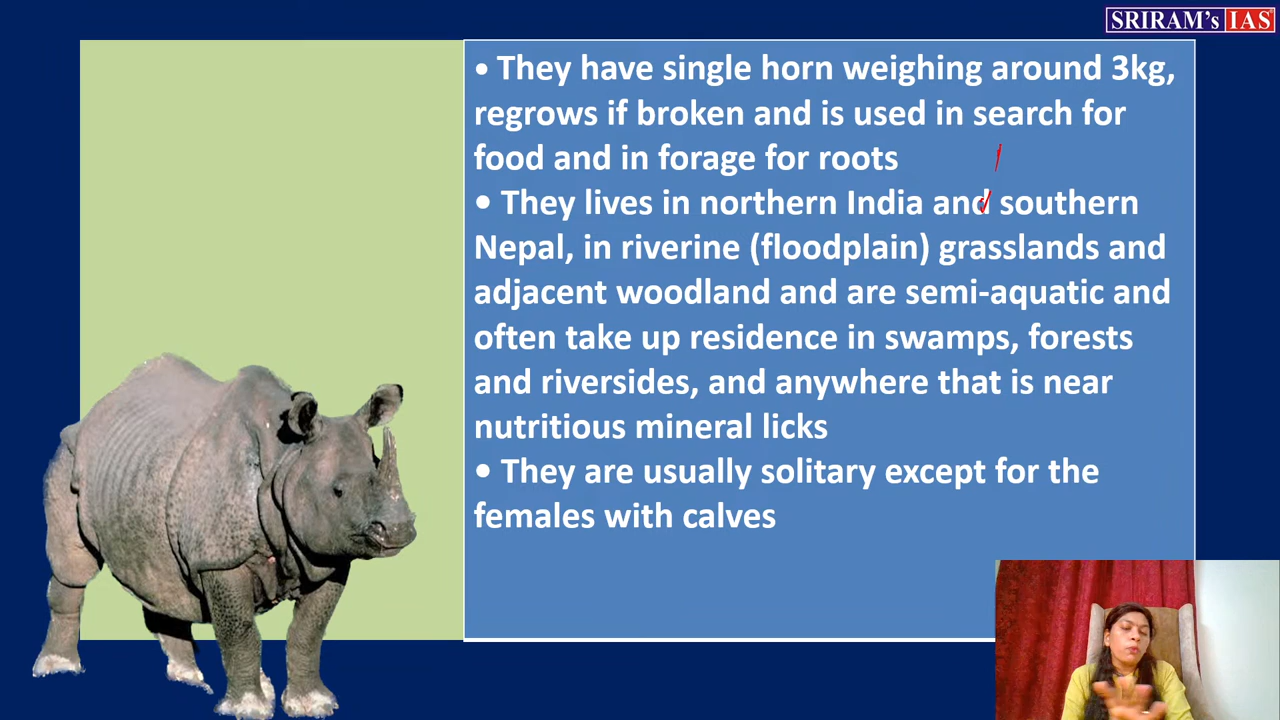 SRIRAM's IAS
• They have single horn weighing around 3kg,
regrows if broken and is used in search for
food and in forage for roots
• They lives in northern India and southern
Nepal, in riverine (floodplain) grasslands and
adjacent woodland and are semi-aquatic and
often take up residence in swamps, forests
and riversides, and anywhere that is near
nutritious mineral licks
• They are usually solitary except for the
females with calves